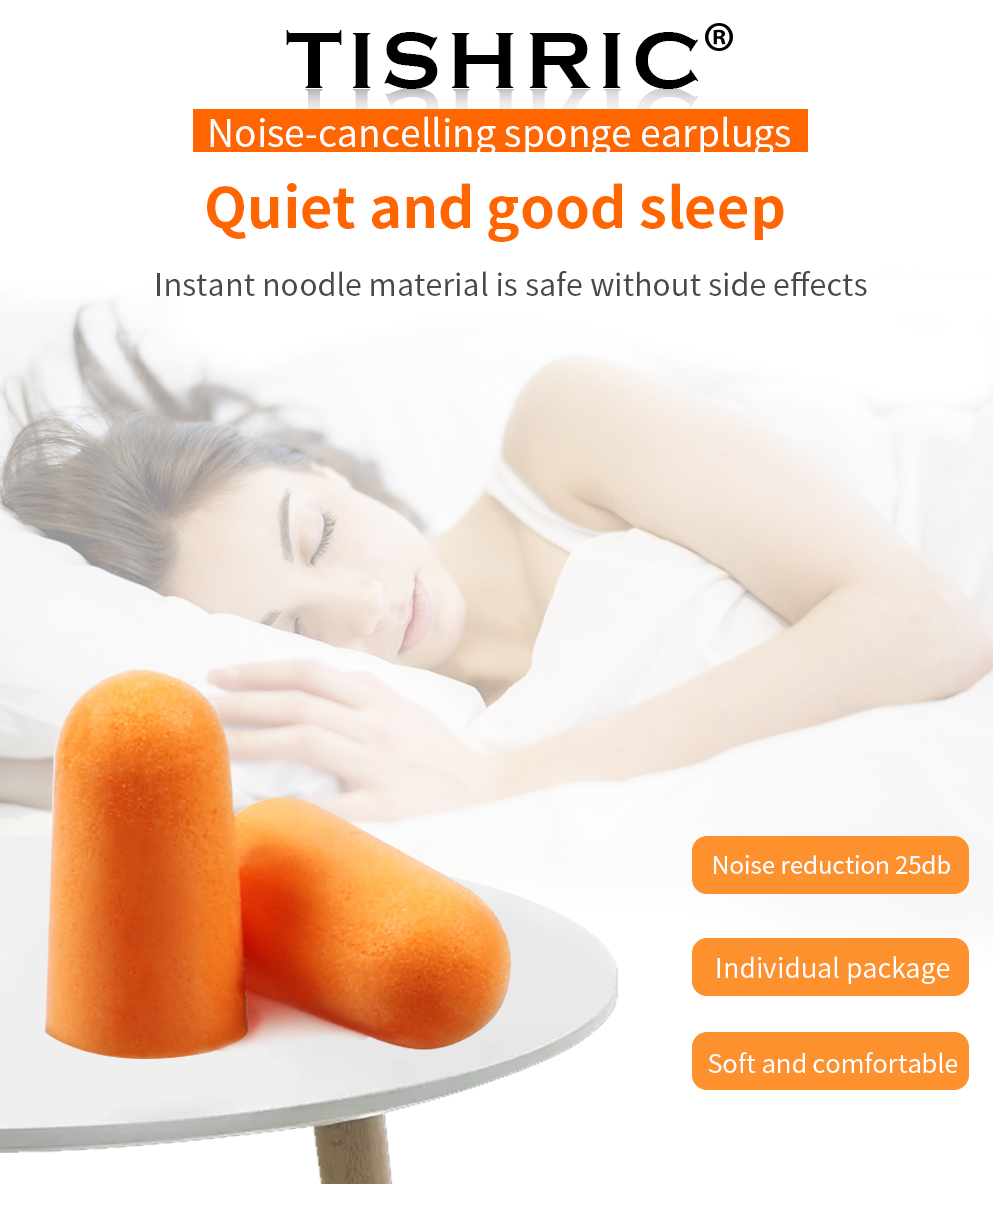 TISHRIC®
Noise-cancelling sponge earplugs
Quiet and good sleep
Instant noodle material is safe without side effects
Noise reduction 25db
Individual package
Soft and comfortable